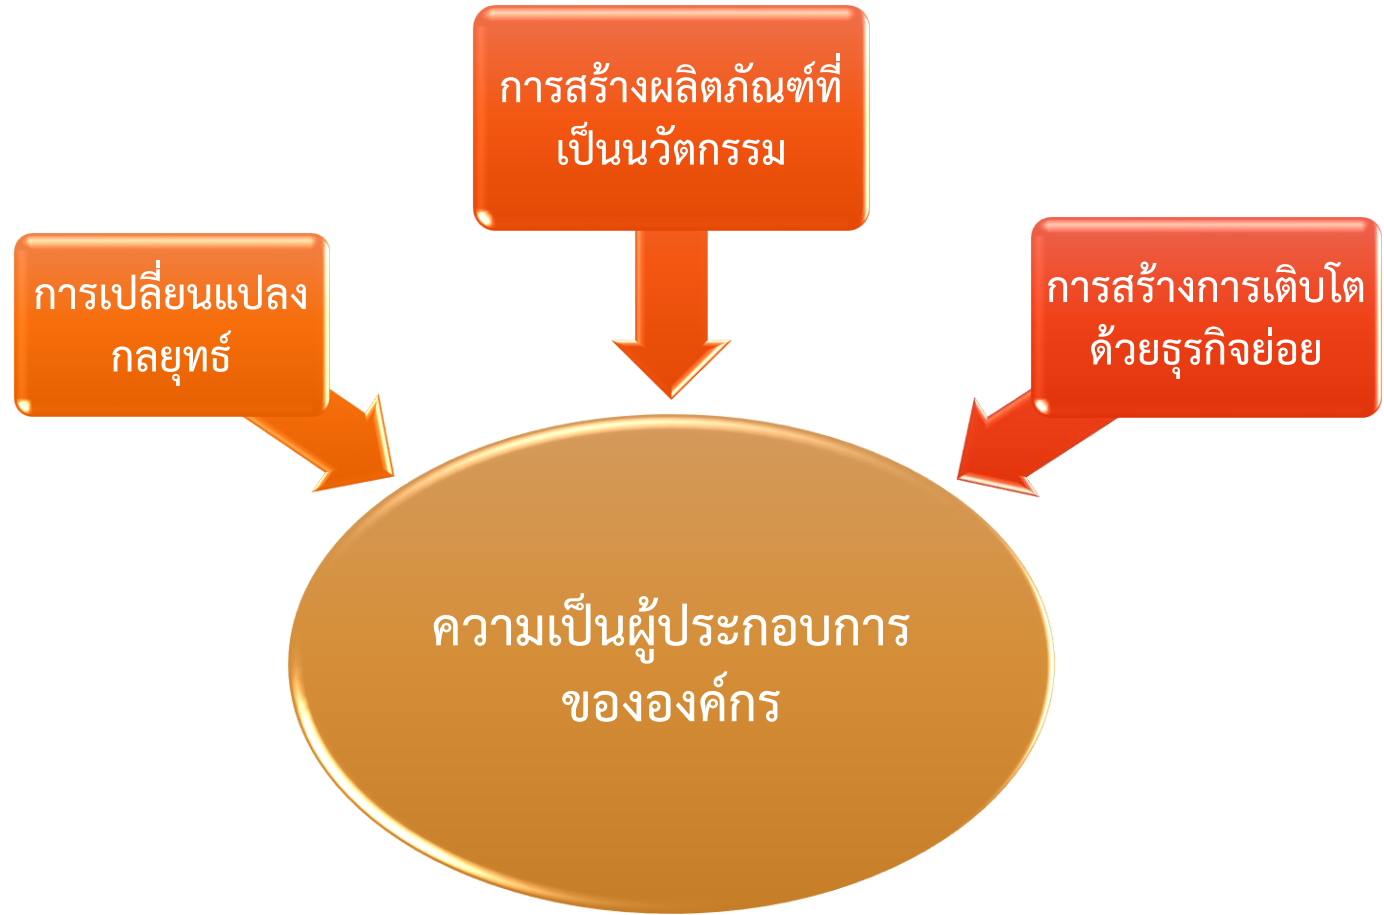 การสร้างผลิตภัณฑ์ที่
เป็นนวัตกรรม
การเปลี่ยนแปลง
กลยุทธ์
การสร้างการเติบโต
ด้วยธุรกิจย่อย
ความเป็นผู้ประกอบการ
ขององค์กร